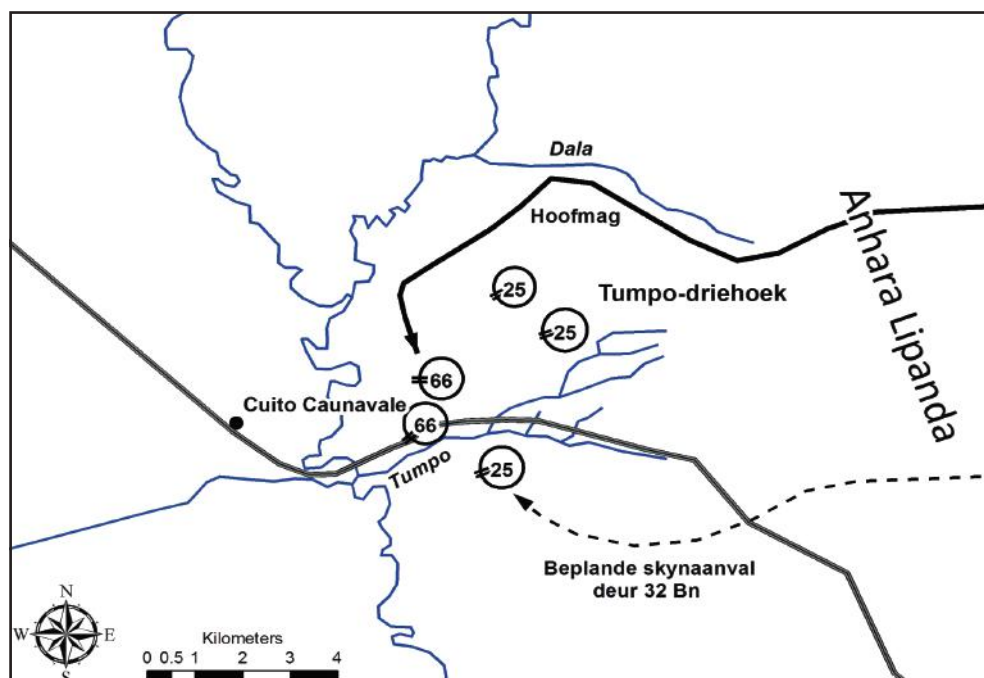 Dala
Hoofmag
Anhara Lipanda
25
Tumpo-driehoek
25
66
Cuito Caunavale
66
Tumpo
25
Beplande skynaanval
deur 32 Bn
N
W
E
S
Kilometers
0 0.5 1 2 3 4